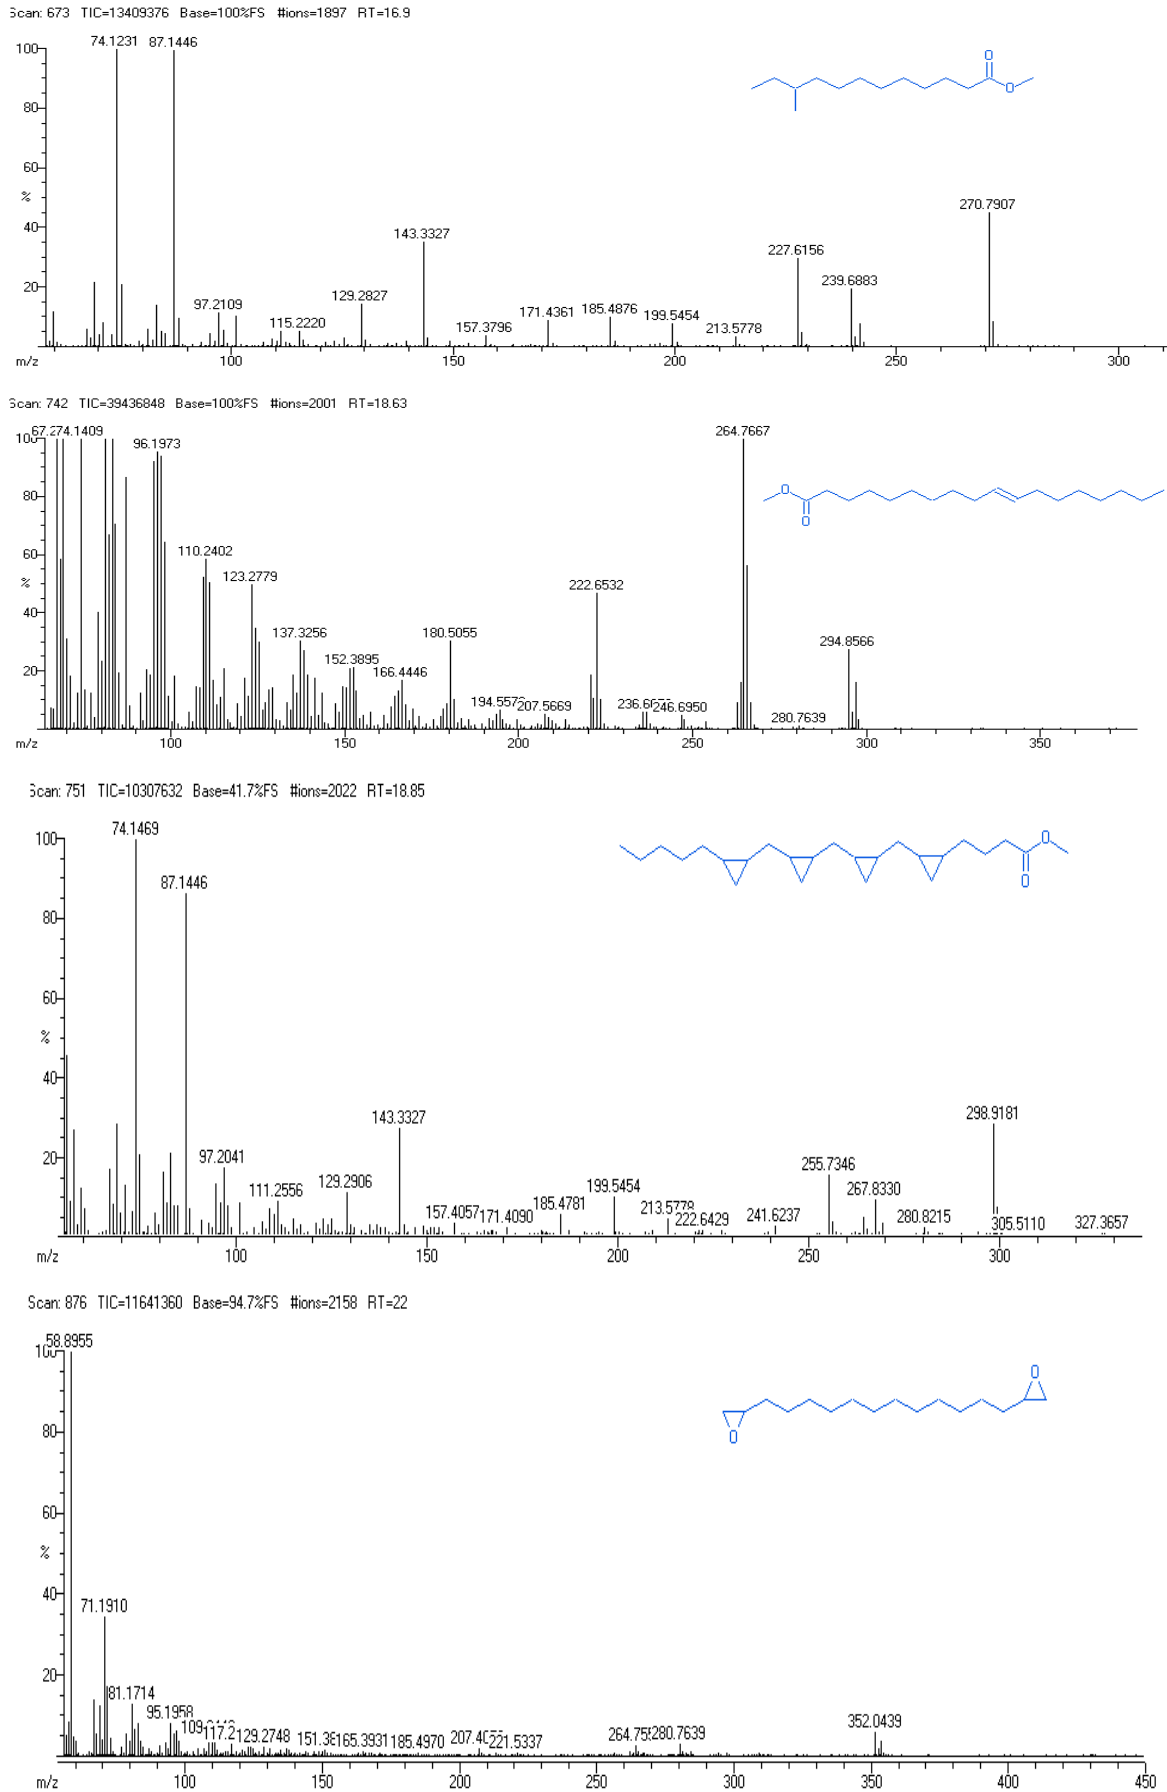 Scan: 673 TIC=13409376 Base=100%FS #ions=1897 RT=16.9
100 74.1231 87.1446
80
60
%
40
20
97.2109 115.2220 129.2827 143.3327 157.3796 171.4361 185.4876 199.5454 213.5778 227.6156 239.6883 270.7907
O
O
m/z 100 150 200 250 300
Scan: 742 TIC=39436848 Base=100%FS #ions=2001 RT=18.63
100 67.274.1409 96.1973 264.7667
80
60
%
40
20
110.2402 123.2779 137.3256 152.3895 166.4446 180.5055 207.5669 222.6532 246.6950 280.7639 294.8566
O
O
m/z 100 150 200 250 300 350
Scan: 751 TIC=10307632 Base=41.7%FS #ions=2022 RT=18.85
100 74.1469
80
60
%
40
20
87.1446 97.2041 111.2556 129.2906 143.3327 157.4057 171.4090 185.4781 199.5454 213.5778 222.6429 241.6237 255.7346 267.8330 280.8215 298.9181 305.5110 327.3657
O
O
m/z 100 150 200 250 300
Scan: 876 TIC=11641360 Base=94.7%FS #ions=2158 RT=22
100 58.8955
80
60
%
40
20
71.1910 81.1714 95.1958 129.2748 165.3931 185.4970 221.5337 280.7639 352.0439
O
O
m/z 100 150 200 250 300 350 400 450